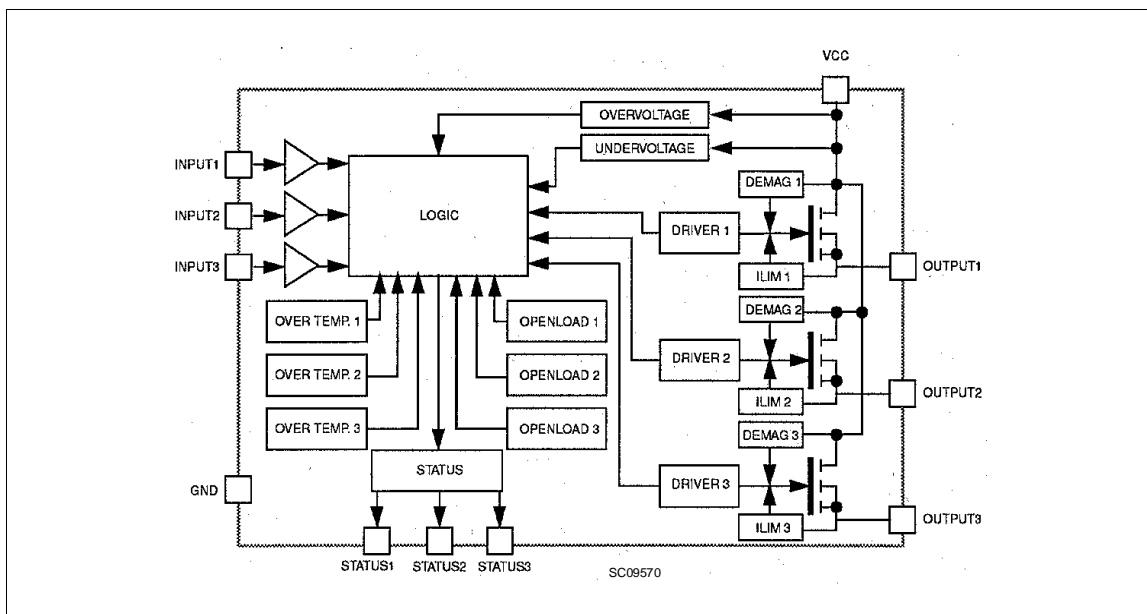 VCC
OVERVOLTAGE
UNDERVOLTAGE
INPUT1
INPUT2
INPUT3
LOGIC
DEMAG 1
DRIVER 1
ILIM 1
OUTPUT1
OVER TEMP. 1
OPENLOAD 1
DEMAG 2
OVER TEMP. 2
OPENLOAD 2
DRIVER 2
ILIM 2
OUTPUT2
OVER TEMP. 3
OPENLOAD 3
DEMAG 3
STATUS
DRIVER 3
GND
ILIM 3
OUTPUT3
STATUS1
STATUS2
STATUS3
SC09570